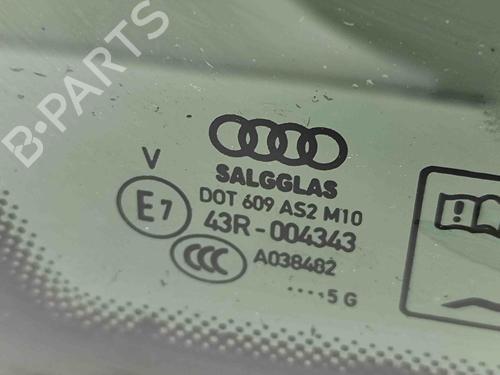 B-PARTS
SALGGLAS
V
DOT 609 AS2 M10
E7
43R-004343
CCC
A038482
....5 G